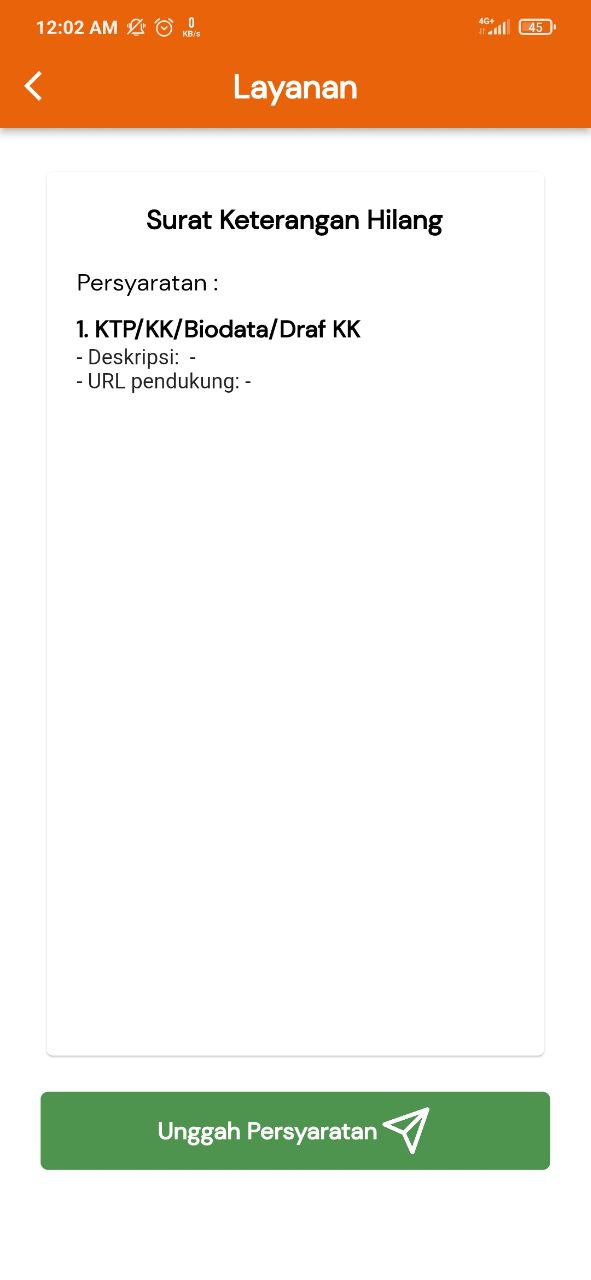 12:02 AM 0 KB/s 4G+ 45
Layanan
Surat Keterangan Hilang
Persyaratan :
1. KTP/KK/Biodata/Draf KK
- Deskripsi: -
- URL pendukung: -
Unggah Persyaratan